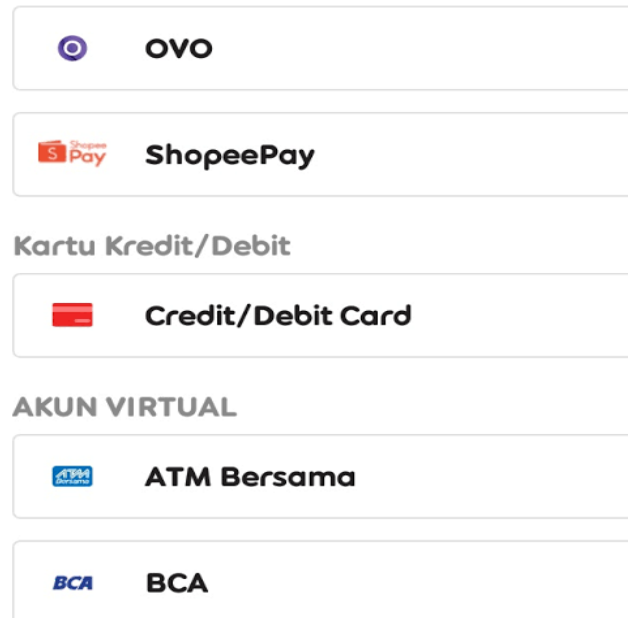 OVO
S Shopee Pay ShopeePay
Kartu Kredit/Debit
Credit/Debit Card
AKUN VIRTUAL
ATM Bersama ATM Bersama
BCA BCA